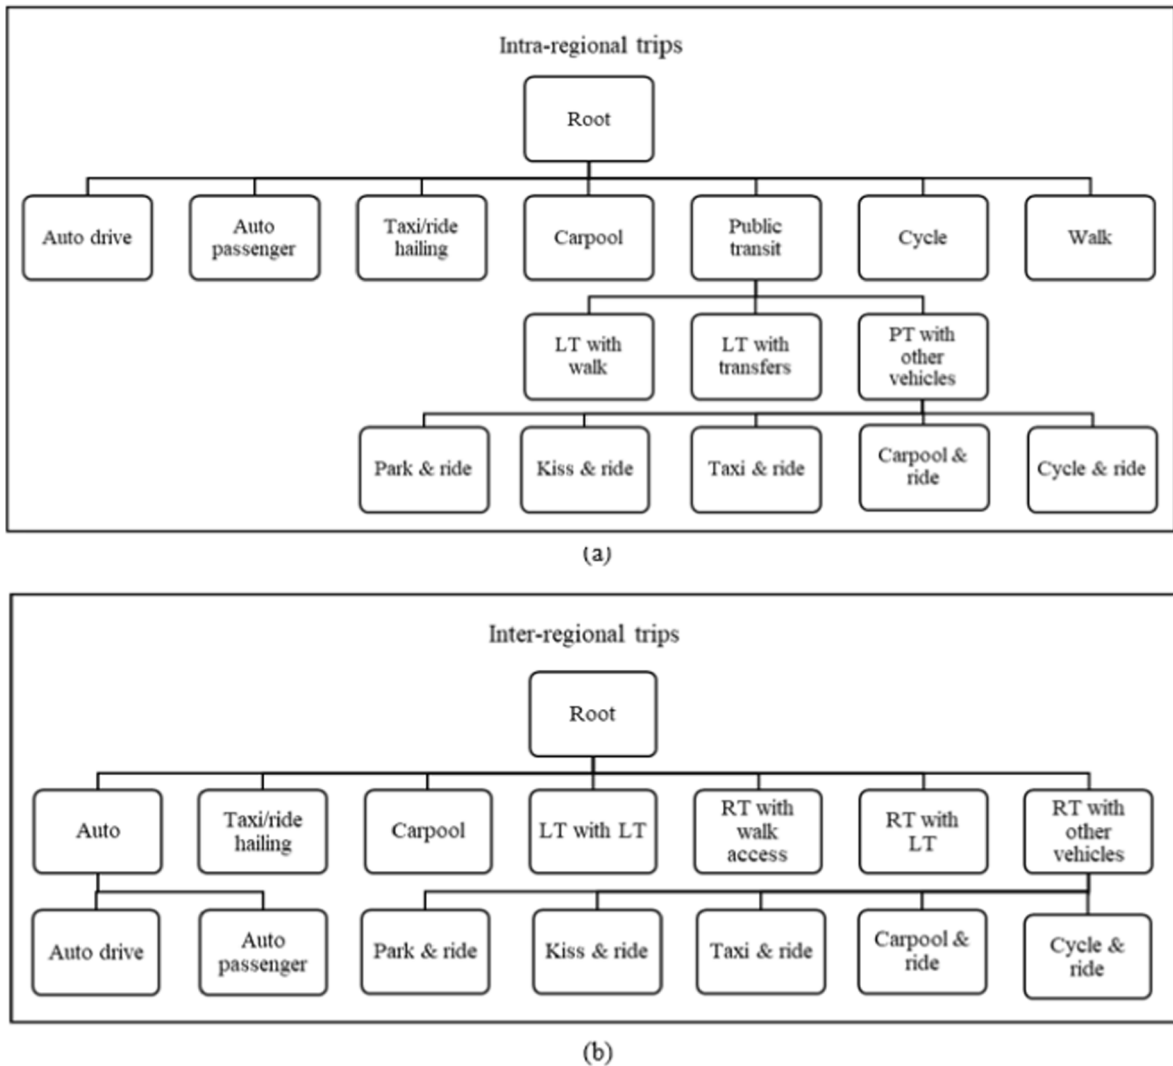 Intra-regional trips
Root
Auto drive
Auto
passenger
Taxi/ride
hailing
Carpool
Public
transit
Cycle
Walk
LT with
walk
LT with
transfers
PT with
other
vehicles
Park & ride
Kiss & ride
Taxi & ride
Carpool &
ride
Cycle & ride
(a)
Inter-regional trips
Root
Auto
Taxi/ride
hailing
Carpool
LT with LT
RT with
walk
access
RT with
LT
RT with
other
vehicles
Auto drive
Auto
passenger
Park & ride
Kiss & ride
Taxi & ride
Carpool &
ride
Cycle &
ride
(b)